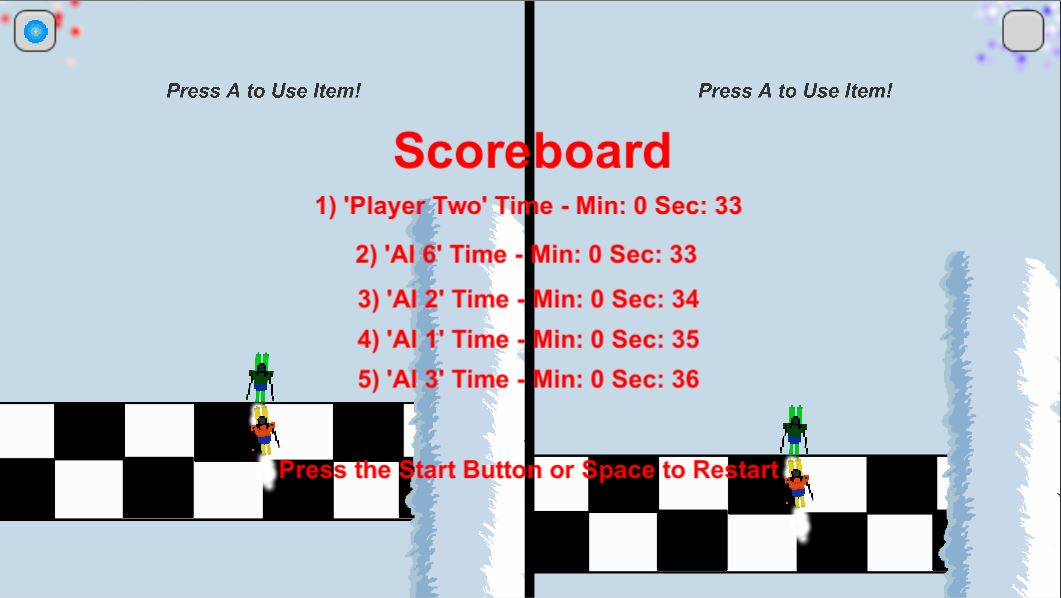 Press A to Use Item!
Press A to Use Item!
Scoreboard
1) 'Player Two' Time - Min: 0 Sec: 33
2) 'AI 6' Time - Min: 0 Sec: 33
3) 'AI 2' Time - Min: 0 Sec: 34
4) 'AI 1' Time - Min: 0 Sec: 35
5) 'AI 3' Time - Min: 0 Sec: 36
Press the Start Button or Space to Restart